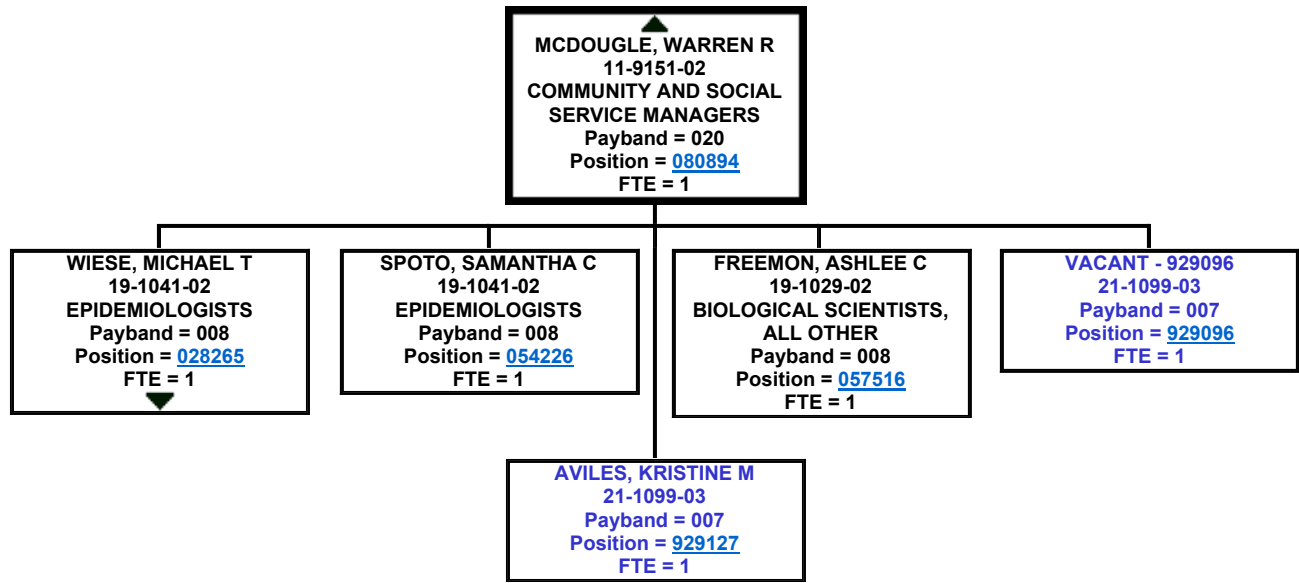 MCDOUGLE, WARREN R
11-9151-02
COMMUNITY AND SOCIAL
SERVICE MANAGERS
Payband = 020
Position = 080894
FTE = 1
WIESE, MICHAEL T
19-1041-02
EPIDEMIOLOGISTS
Payband = 008
Position = 028265
FTE = 1
SPOTO, SAMANTHA C
19-1041-02
EPIDEMIOLOGISTS
Payband = 008
Position = 054226
FTE = 1
FREEMON, ASHLEE C
19-1029-02
BIOLOGICAL SCIENTISTS,
ALL OTHER
Payband = 008
Position = 057516
FTE = 1
VACANT - 929096
21-1099-03
Payband = 007
Position = 929096
FTE = 1
AVILES, KRISTINE M
21-1099-03
Payband = 007
Position = 929127
FTE = 1